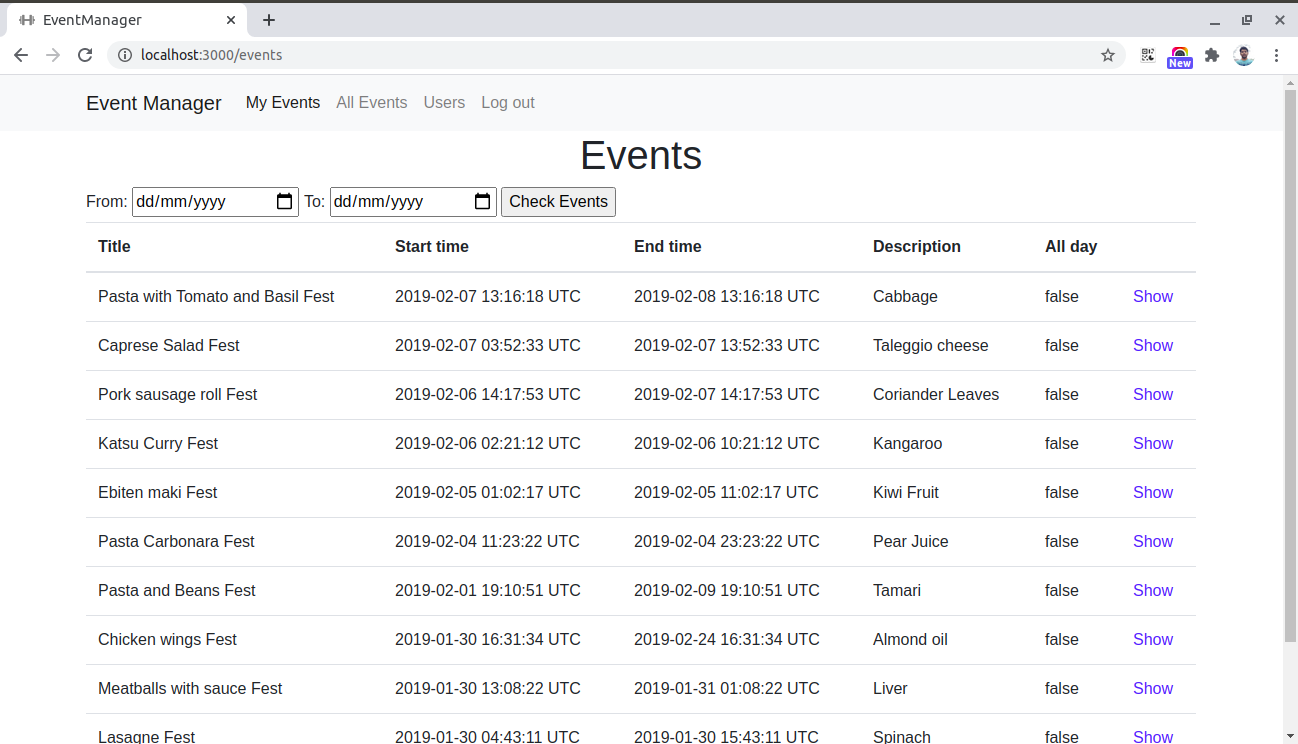 EventManager
localhost:3000/events
New
Event Manager My Events All Events Users Log out
Events
From: dd/mm/yyyy To: dd/mm/yyyy Check Events
Title Start time End time Description All day
Pasta with Tomato and Basil Fest 2019-02-07 13:16:18 UTC 2019-02-08 13:16:18 UTC Cabbage false Show
Caprese Salad Fest 2019-02-07 03:52:33 UTC 2019-02-07 13:52:33 UTC Taleggio cheese false Show
Pork sausage roll Fest 2019-02-06 14:17:53 UTC 2019-02-07 14:17:53 UTC Coriander Leaves false Show
Katsu Curry Fest 2019-02-06 02:21:12 UTC 2019-02-06 10:21:12 UTC Kangaroo false Show
Ebiten maki Fest 2019-02-05 01:02:17 UTC 2019-02-05 11:02:17 UTC Kiwi Fruit false Show
Pasta Carbonara Fest 2019-02-04 11:23:22 UTC 2019-02-04 23:23:22 UTC Pear Juice false Show
Pasta and Beans Fest 2019-02-01 19:10:51 UTC 2019-02-09 19:10:51 UTC Tamari false Show
Chicken wings Fest 2019-01-30 16:31:34 UTC 2019-02-24 16:31:34 UTC Almond oil false Show
Meatballs with sauce Fest 2019-01-30 13:08:22 UTC 2019-01-31 01:08:22 UTC Liver false Show
Lasagne Fest 2019-01-30 04:43:11 UTC 2019-01-30 15:43:11 UTC Spinach false Show